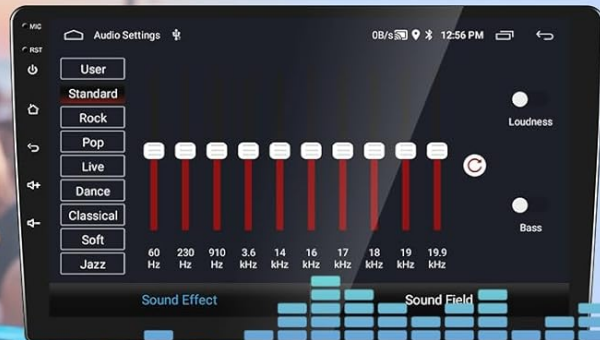 MIC
RST
Audio Settings
0B/s
12:56 PM
User
Standard
Rock
Pop
Live
Dance
Classical
Soft
Jazz
Loudness
Bass
60 Hz
230 Hz
910 Hz
3.6 kHz
14 kHz
16 kHz
17 kHz
18 kHz
19 kHz
19.9 kHz
Sound Effect
Sound Field